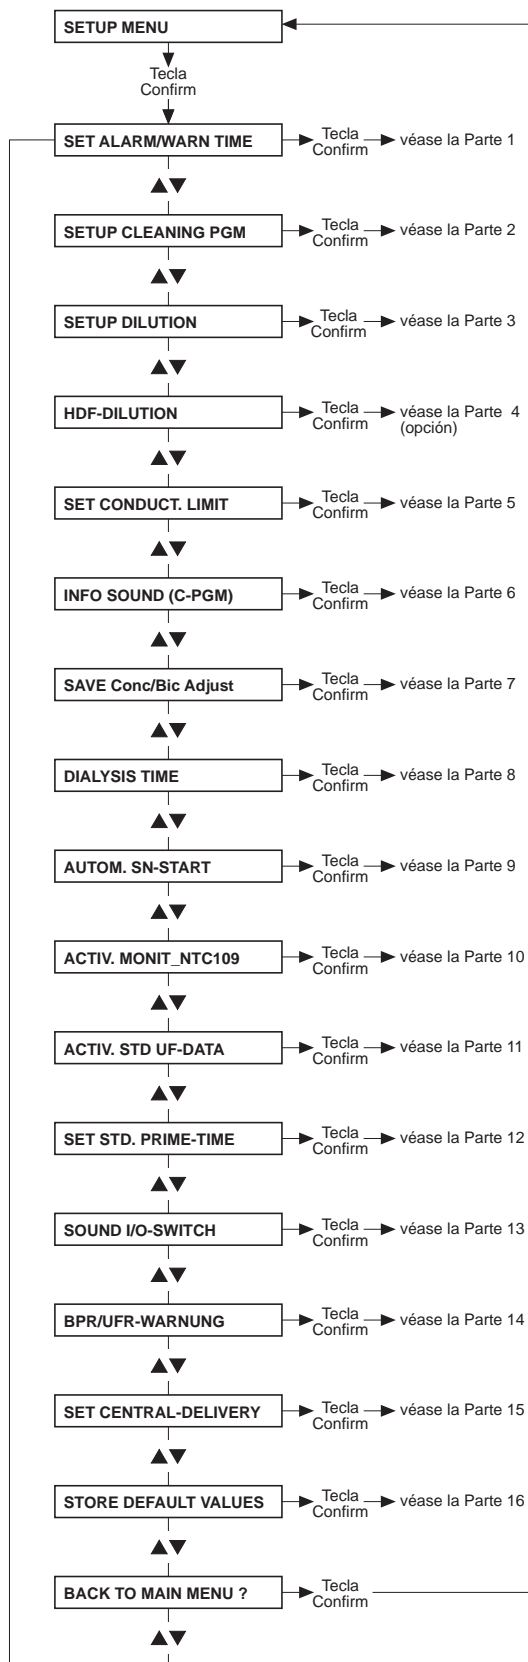 SETUP MENU
Tecla
Confirm
SET ALARM/WARN TIME
Tecla
Confirm
véase la Parte 1
SETUP CLEANING PGM
Tecla
Confirm
véase la Parte 2
SETUP DILUTION
Tecla
Confirm
véase la Parte 3
HDF-DILUTION
Tecla
Confirm
véase la Parte 4
(opción)
SET CONDUCT. LIMIT
Tecla
Confirm
véase la Parte 5
INFO SOUND (C-PGM)
Tecla
Confirm
véase la Parte 6
SAVE Conc/Bic Adjust
Tecla
Confirm
véase la Parte 7
DIALYSIS TIME
Tecla
Confirm
véase la Parte 8
AUTOM. SN-START
Tecla
Confirm
véase la Parte 9
ACTIV. MONIT_NTC109
Tecla
Confirm
véase la Parte 10
ACTIV. STD UF-DATA
Tecla
Confirm
véase la Parte 11
SET STD. PRIME-TIME
Tecla
Confirm
véase la Parte 12
SOUND I/O-SWITCH
Tecla
Confirm
véase la Parte 13
BPR/UFR-WARNUNG
Tecla
Confirm
véase la Parte 14
SET CENTRAL-DELIVERY
Tecla
Confirm
véase la Parte 15
STORE DEFAULT VALUES
Tecla
Confirm
véase la Parte 16
BACK TO MAIN MENU ?
Tecla
Confirm